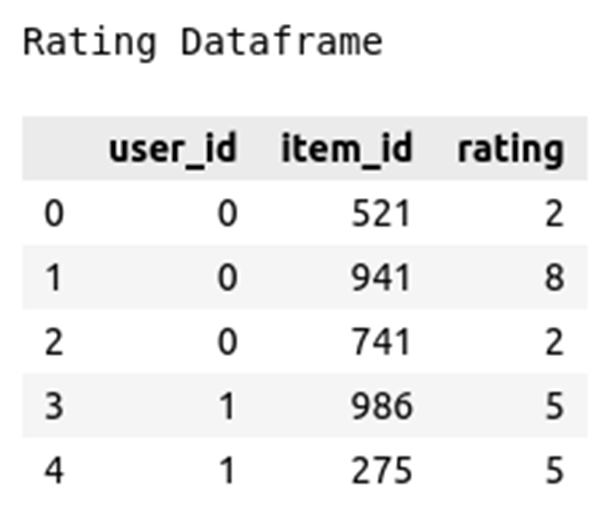 Rating Dataframe
user_id item_id rating
0 0 521 2
1 0 941 8
2 0 741 2
3 1 986 5
4 1 275 5